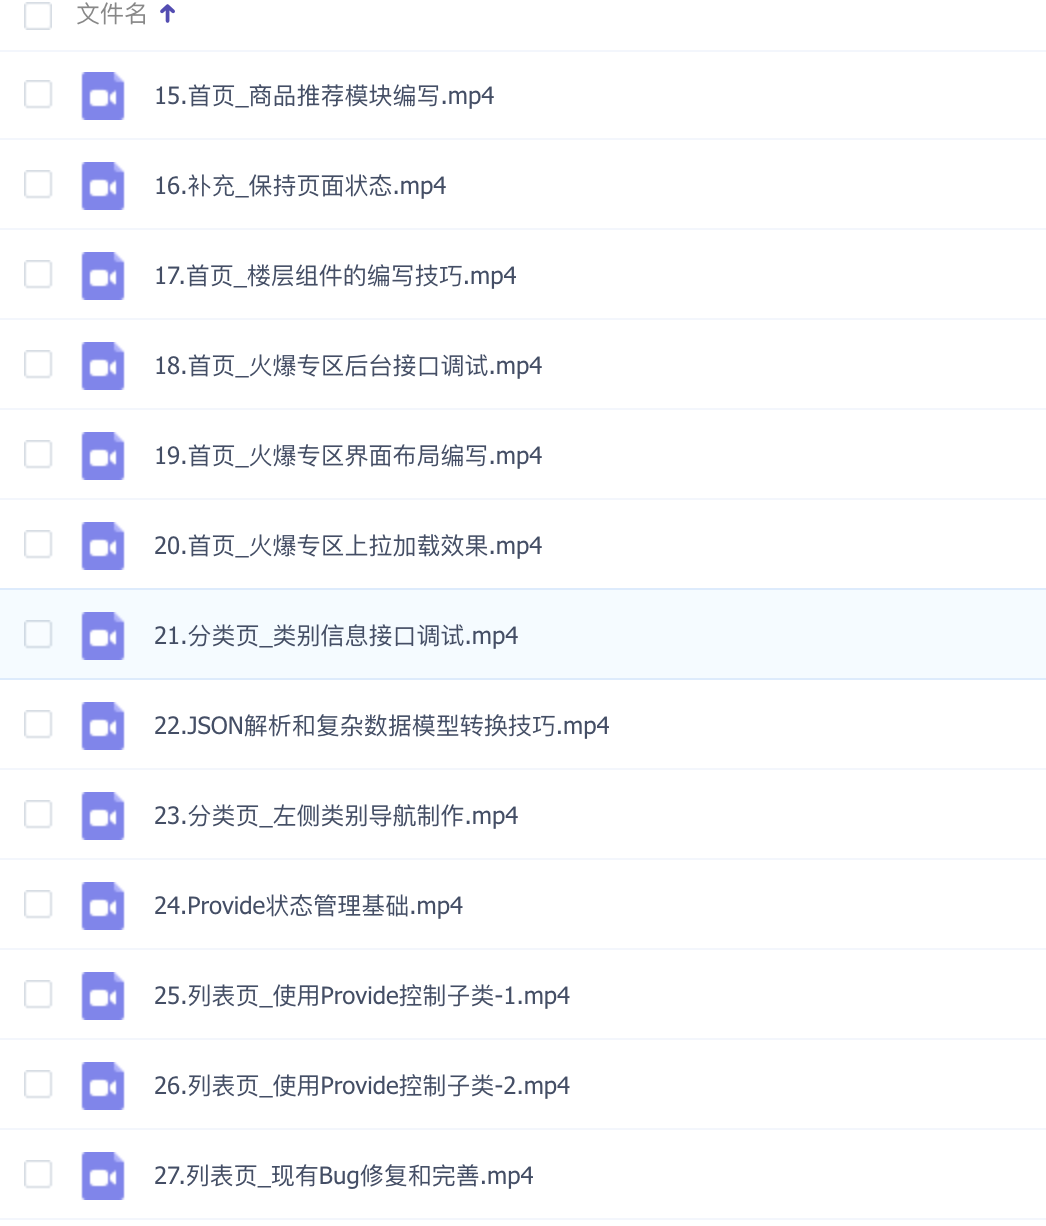 文件名
15.首页_商品推荐模块编写.mp4
16.补充_保持页面状态.mp4
17.首页_楼层组件的编写技巧.mp4
18.首页_火爆专区后台接口调试.mp4
19.首页_火爆专区界面布局编写.mp4
20.首页_火爆专区上拉加载效果.mp4
21.分类页_类别信息接口调试.mp4
22.JSON解析和复杂数据模型转换技巧.mp4
23.分类页_左侧类别导航制作.mp4
24.Provide状态管理基础.mp4
25.列表页_使用Provide控制子类-1.mp4
26.列表页_使用Provide控制子类-2.mp4
27.列表页_现有Bug修复和完善.mp4